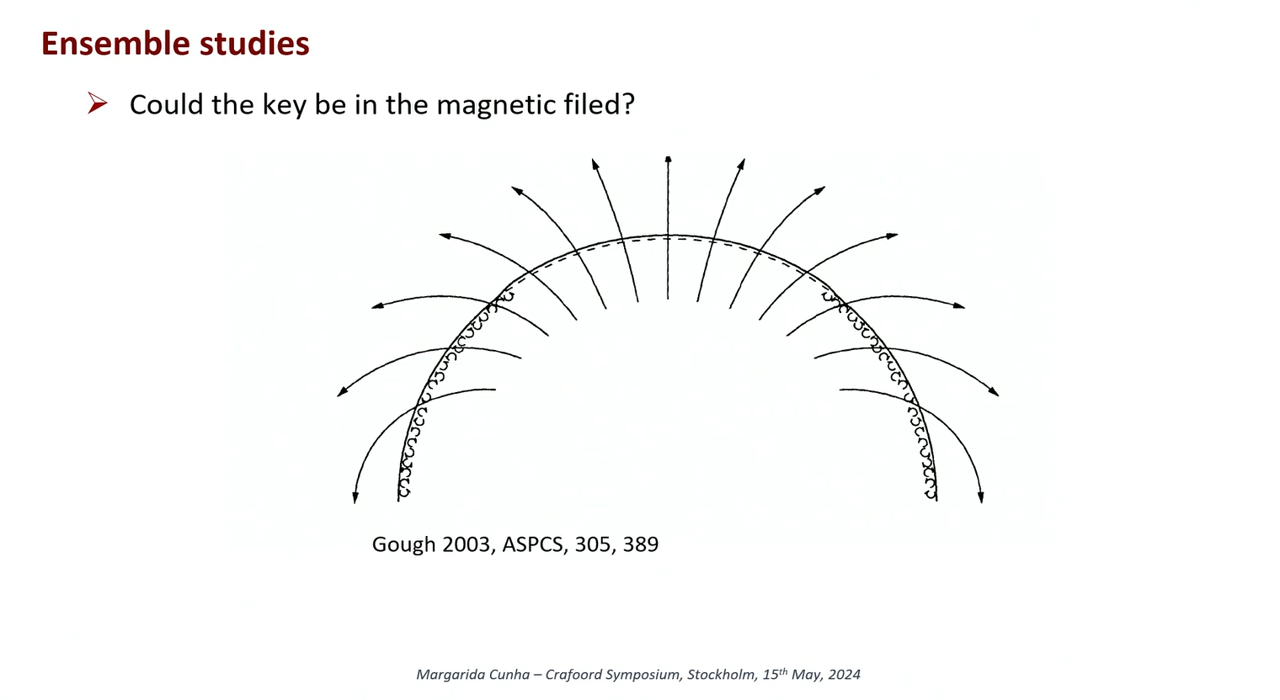 Ensemble studies
Could the key be in the magnetic filed?
Gough 2003, ASPCS, 305, 389
Margarida Cunha – Crafoord Symposium, Stockholm, 15th May, 2024